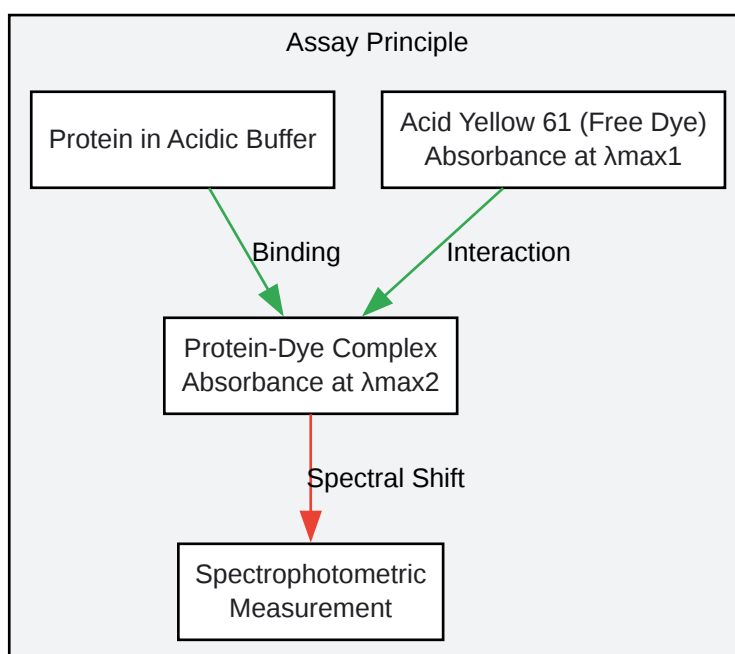 Assay Principle
Protein in Acidic Buffer
Acid Yellow 61 (Free Dye)
Absorbance at λmax1
Binding
Interaction
Protein-Dye Complex
Absorbance at λmax2
Spectral Shift
Spectrophotometric
Measurement